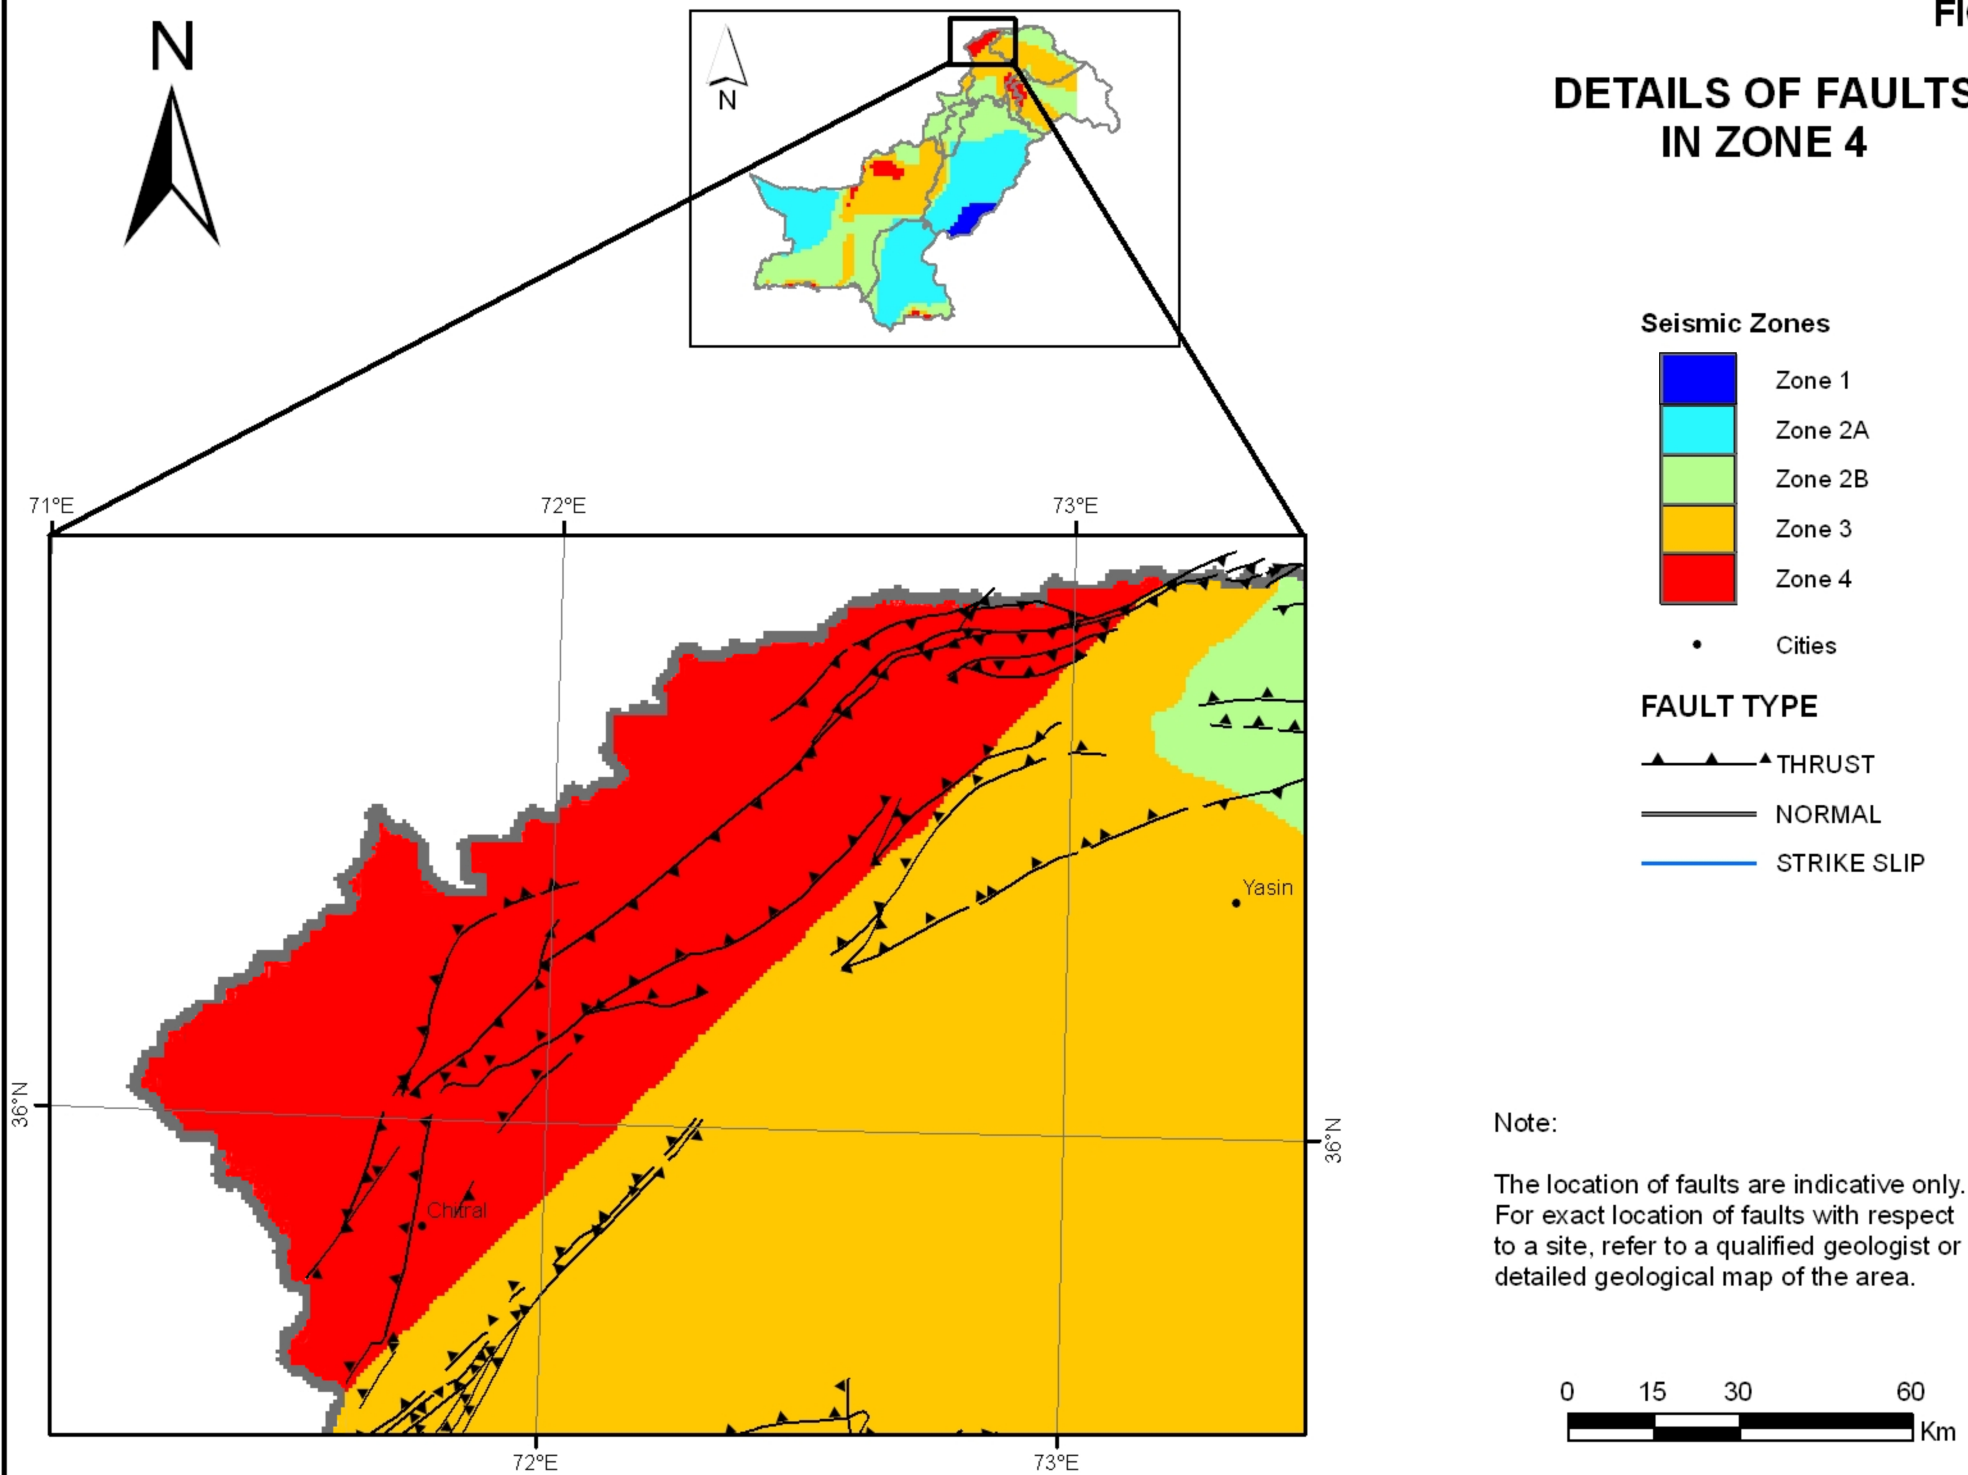 FI
N
N
DETAILS OF FAULTS
IN ZONE 4
Seismic Zones
Zone 1
Zone 2A
Zone 2B
Zone 3
Zone 4
Cities
FAULT TYPE
THRUST
NORMAL
STRIKE SLIP
71°E
72°E
73°E
Yasin
36°N
36°N
Chitral
72°E
73°E
Note:
The location of faults are indicative only.
For exact location of faults with respect
to a site, refer to a qualified geologist or
detailed geological map of the area.
0 15 30 60
Km